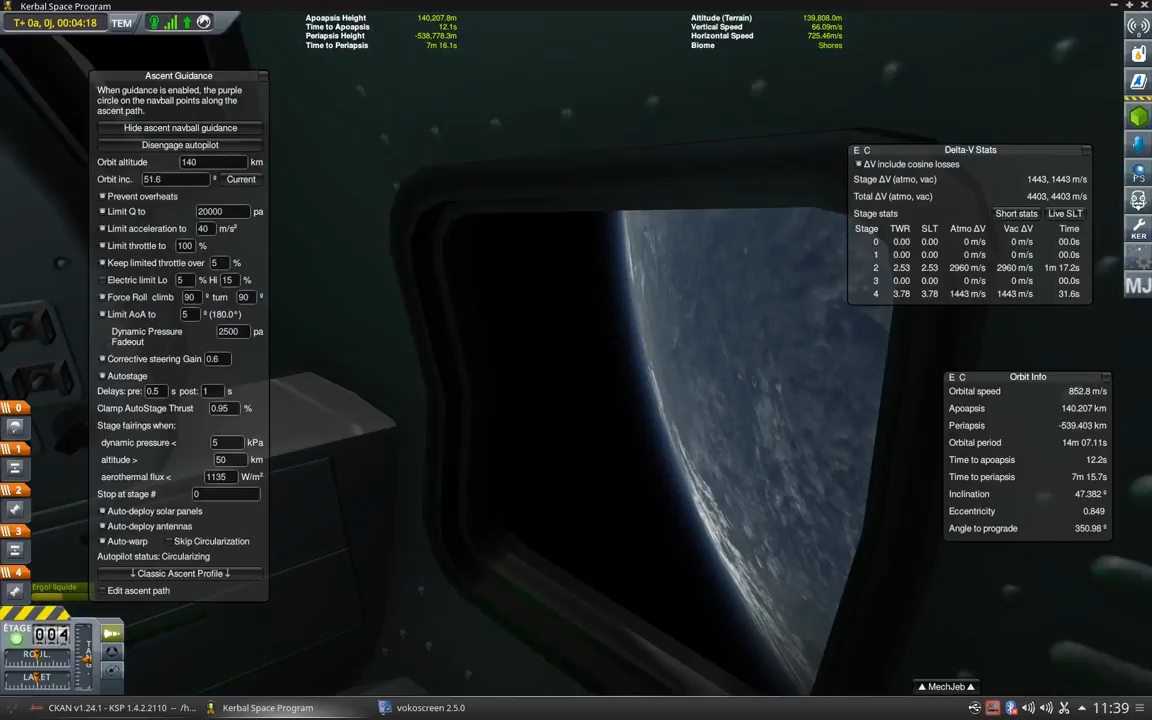 Kerbal Space Program
T+ 0a, 0j, 00:04:18
TEM
Apoapsis Height 140,207.8m
Time to Apoapsis 12.1s
Periapsis Height -538,778.3m
Time to Periapsis 7m 16.1s
Altitude (Terrain) 139,808.0m
Vertical Speed 66.09m/s
Horizontal Speed 725.46m/s
Biome Shores
Ascent Guidance
When guidance is enabled, the purple
circle on the navball points along the
ascent path.
Hide ascent navball guidance
Disengage autopilot
Orbit altitude 140 km
Orbit inc. 51.6 º Current
Prevent overheats
Limit Q to 20000 pa
Limit acceleration to 40 m/s²
Limit throttle to 100 %
Keep limited throttle over 5 %
Electric limit Lo 5 % Hi 15 %
Force Roll climb 90 º turn 90 º
Limit AoA to 5 º (180.0°)
Dynamic Pressure
Fadeout
2500 pa
Corrective steering Gain 0.6
Autostage
Delays: pre: 0.5 s post: 1 s
Clamp AutoStage Thrust 0.95 %
Stage fairings when:
dynamic pressure < 5 kPa
altitude > 50 km
aerothermal flux < 1135 W/m²
Stop at stage # 0
Auto-deploy solar panels
Auto-deploy antennas
Auto-warp Skip Circularization
Autopilot status: Circularizing
↓ Classic Ascent Profile ↓
Edit ascent path
E C Delta-V Stats
ΔV include cosine losses
Stage ΔV (atmo, vac) 1443, 1443 m/s
Total ΔV (atmo, vac) 4403, 4403 m/s
Stage stats Short stats Live SLT
Stage TWR SLT Atmo ΔV Vac ΔV Time
0 0.00 0.00 0 m/s 0 m/s 00.0s
1 0.00 0.00 0 m/s 0 m/s 00.0s
2 2.53 2.53 2960 m/s 2960 m/s 1m 17.2s
3 0.00 0.00 0 m/s 0 m/s 00.0s
4 3.78 3.78 1443 m/s 1443 m/s 31.6s
E C Orbit Info
Orbital speed 852.8 m/s
Apoapsis 140.207 km
Periapsis -539.403 km
Orbital period 14m 07.11s
Time to apoapsis 12.2s
Time to periapsis 7m 15.7s
Inclination 47.382 º
Eccentricity 0.849
Angle to prograde 350.98 º
0
PS
KER
MJ
0
1
2
3
4
Ergol liquide
ÉTAGE
004
ROUL.
LACET
▲ MechJeb ▲
CKAN v1.24.1 - KSP 1.4.2.2110 -- /h...
Kerbal Space Program
vokoscreen 2.5.0
11:39